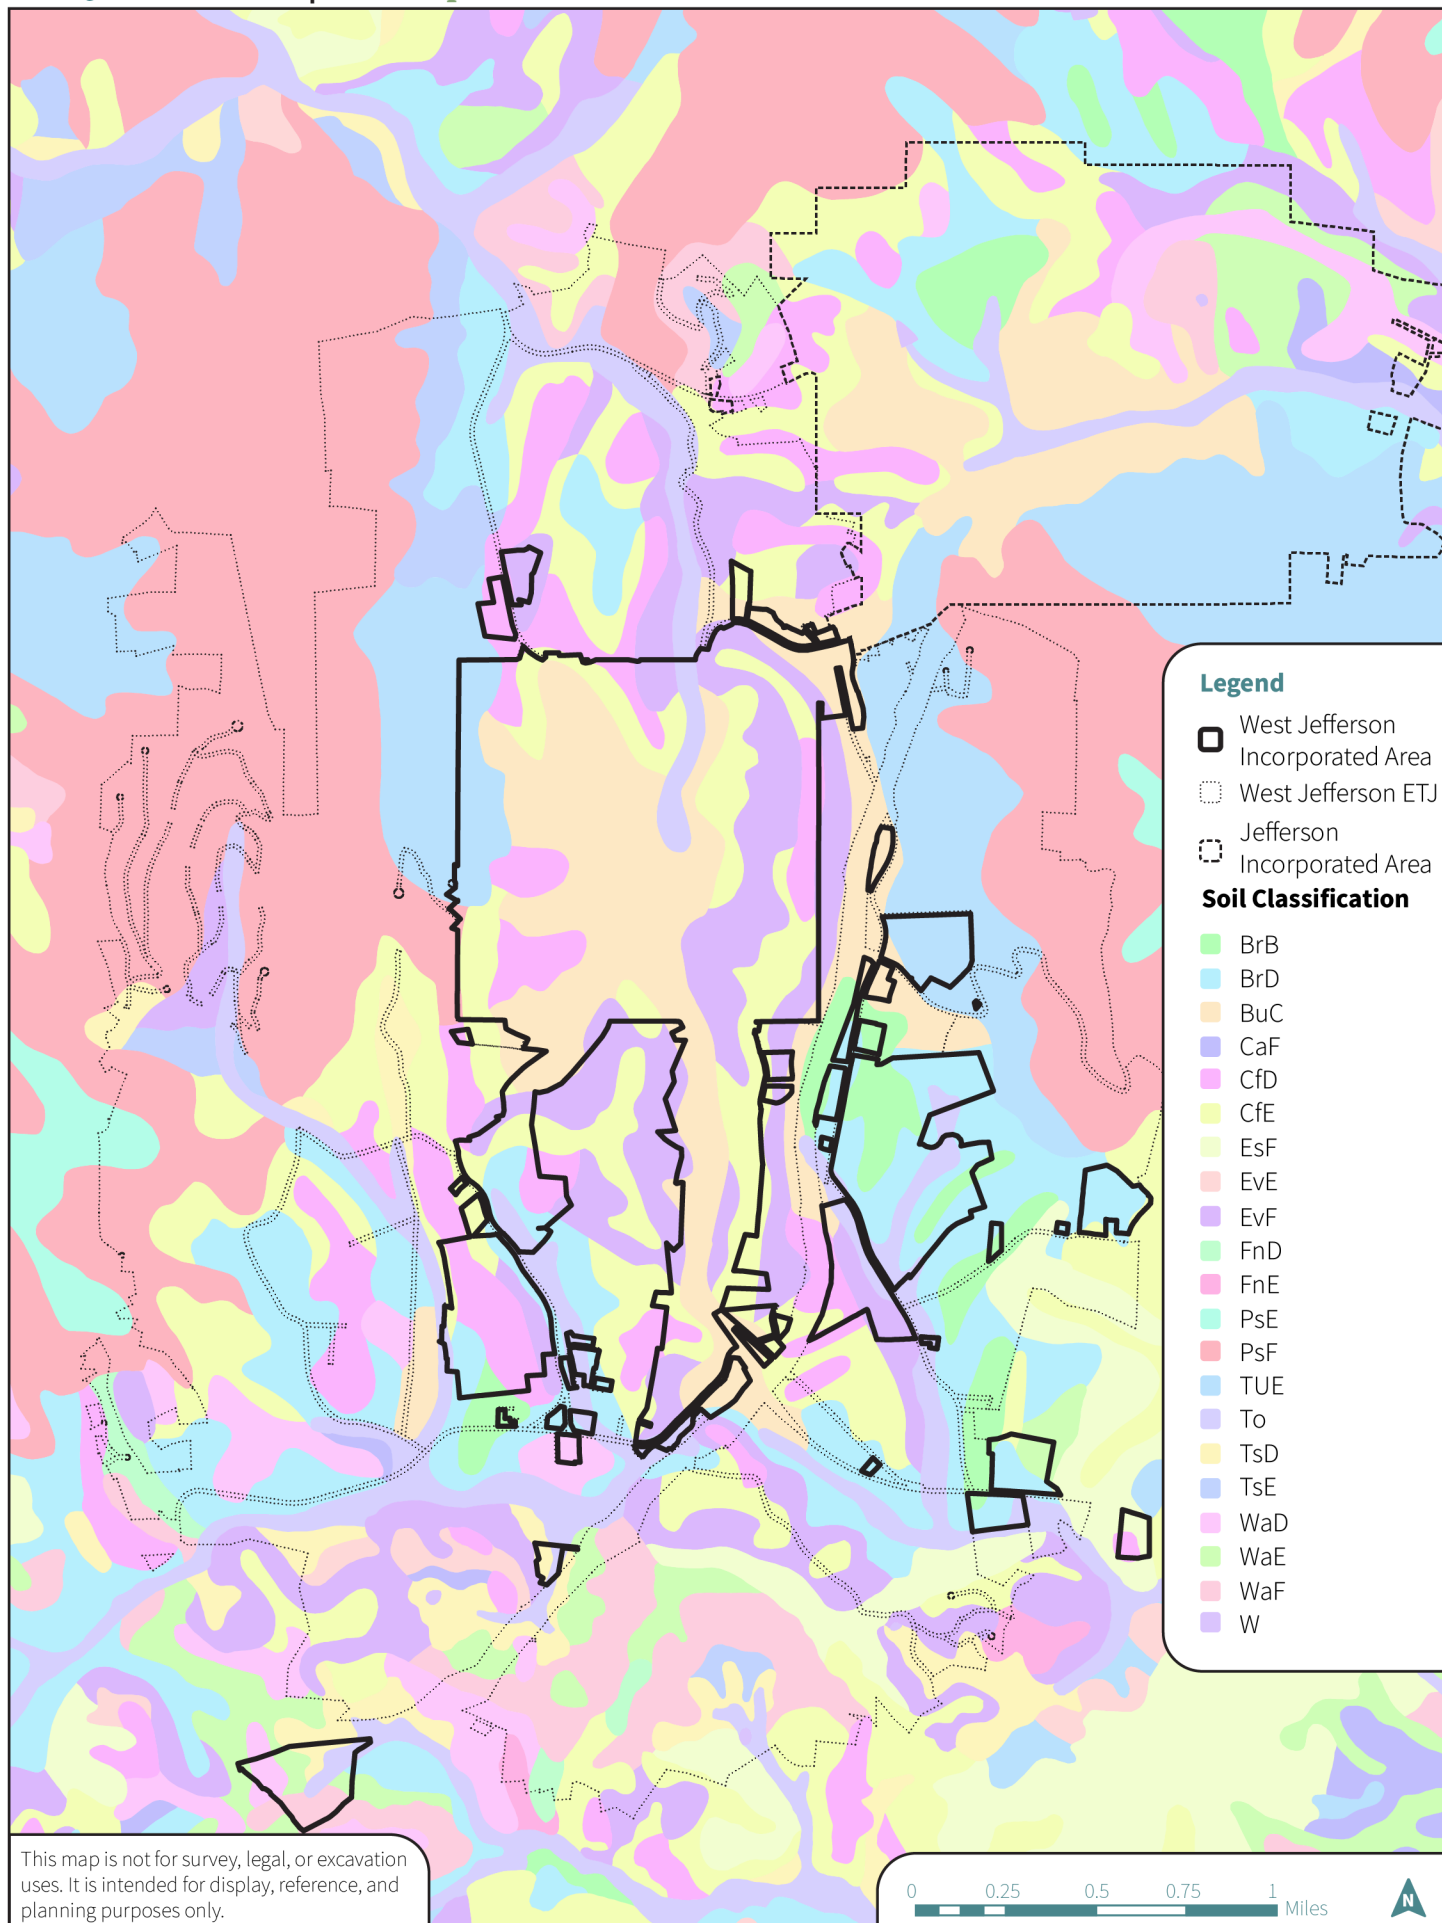 Legend
West Jefferson
Incorporated Area
West Jefferson ETJ
Jefferson
Incorporated Area
Soil Classification
BrB
BrD
BuC
CaF
CfD
CfE
EsF
EvE
EvF
FnD
FnE
PsE
PsF
TUE
To
TsD
TsE
WaD
WaE
WaF
W
This map is not for survey, legal, or excavation
uses. It is intended for display, reference, and
planning purposes only.
0 0.25 0.5 0.75 1
Miles
N